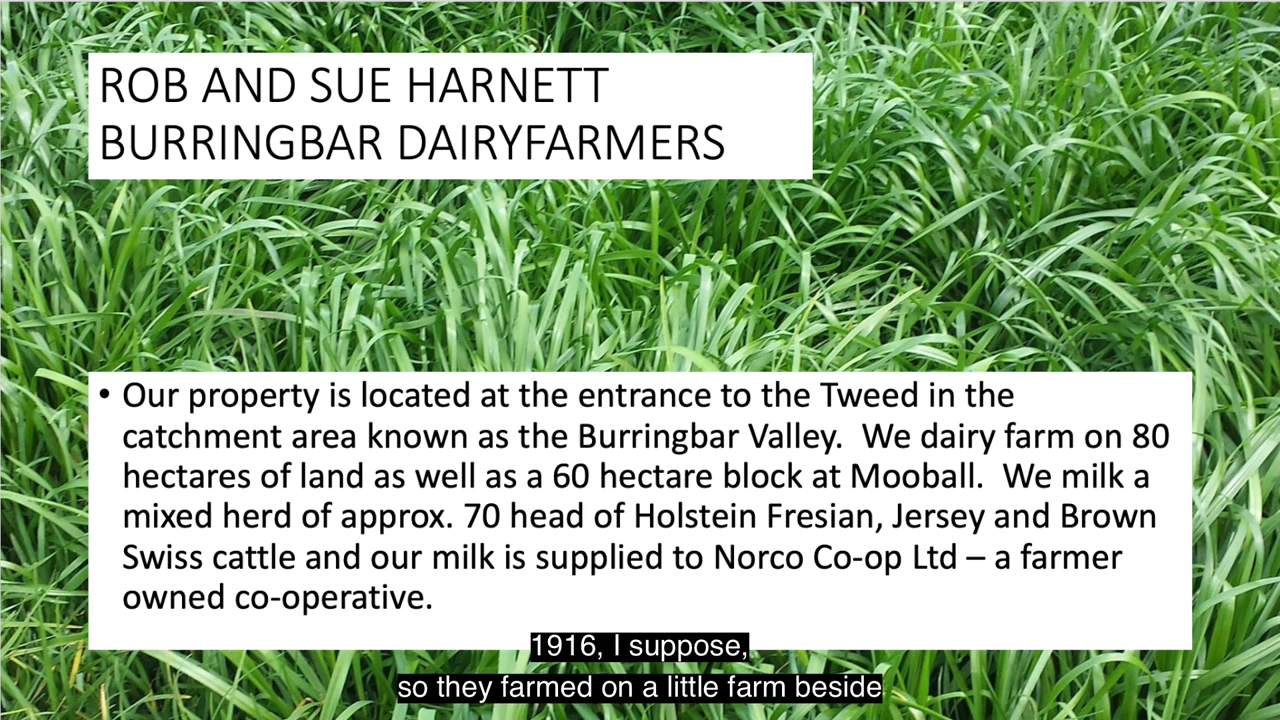 ROB AND SUE HARNETT
BURRINGBAR DAIRYFARMERS
• Our property is located at the entrance to the Tweed in the
catchment area known as the Burringbar Valley.  We dairy farm on 80
hectares of land as well as a 60 hectare block at Mooball.  We milk a
mixed herd of approx. 70 head of Holstein Fresian, Jersey and Brown
Swiss cattle and our milk is supplied to Norco Co-op Ltd – a farmer
owned co-operative.
1916, I suppose,
so they farmed on a little farm beside